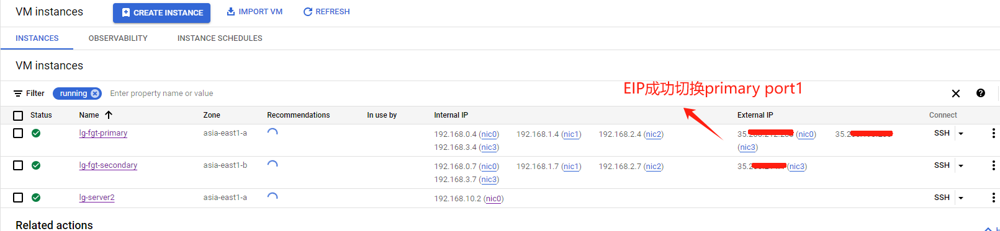 VM instances
CREATE INSTANCE
IMPORT VM
REFRESH
INSTANCES
OBSERVABILITY
INSTANCE SCHEDULES
VM instances
EIP成功切换primary port1
Filter
running
Enter property name or value
Status
Name
Zone
Recommendations
In use by
Internal IP
External IP
Connect
lg-fgt-primary
asia-east1-a
192.168.0.4 (nic0) 192.168.1.4 (nic1) 192.168.2.4 (nic2)
192.168.3.4 (nic3)
35. (nic0) 35.
(nic3)
SSH
lg-fgt-secondary
asia-east1-b
192.168.0.7 (nic0) 192.168.1.7 (nic1) 192.168.2.7 (nic2)
192.168.3.7 (nic3)
35. (nic3)
SSH
lg-server2
asia-east1-a
192.168.10.2 (nic0)
SSH
Related actions